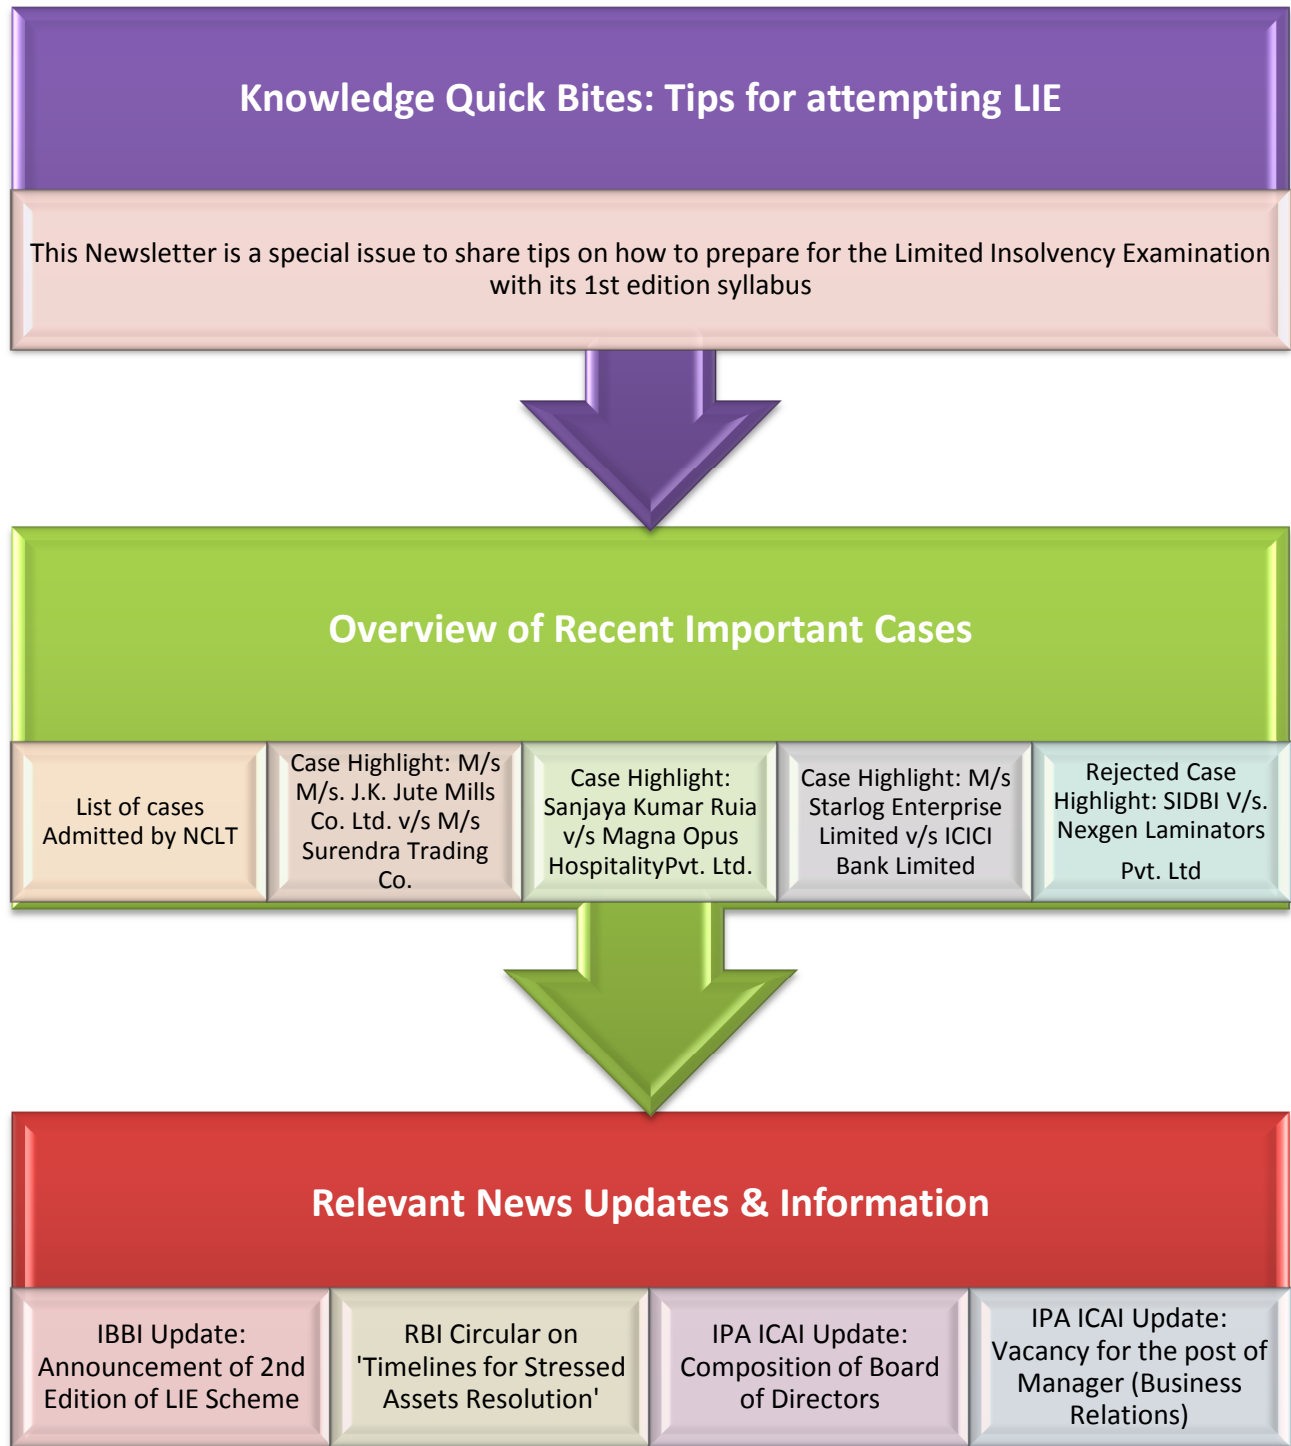 Knowledge Quick Bites: Tips for attempting LIE
This Newsletter is a special issue to share tips on how to prepare for the Limited Insolvency Examination
with its 1st edition syllabus
Overview of Recent Important Cases
List of cases
Admitted by NCLT
Case Highlight: M/s
M/s. J.K. Jute Mills
Co. Ltd. v/s M/s
Surendra Trading
Co.
Case Highlight:
Sanjaya Kumar Ruia
v/s Magna Opus
HospitalityPvt. Ltd.
Case Highlight: M/s
Starlog Enterprise
Limited v/s ICICI
Bank Limited
Rejected Case
Highlight: SIDBI V/s.
Nexgen Laminators
Pvt. Ltd
Relevant News Updates & Information
IBBI Update:
Announcement of 2nd
Edition of LIE Scheme
RBI Circular on
'Timelines for Stressed
Assets Resolution'
IPA ICAI Update:
Composition of Board
of Directors
IPA ICAI Update:
Vacancy for the post of
Manager (Business
Relations)